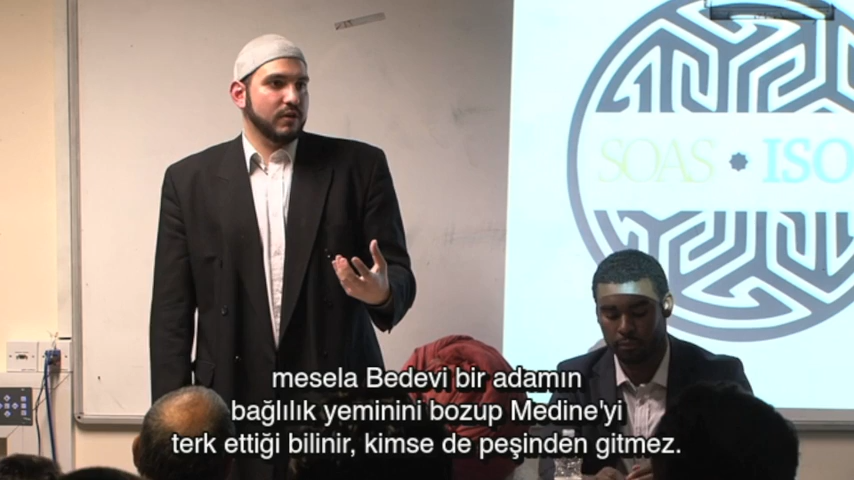 SOAS · ISO
mesela Bedevi bir adamın
bağlılık yeminini bozup Medine'yi
terk ettiği bilinir, kimse de peşinden gitmez.